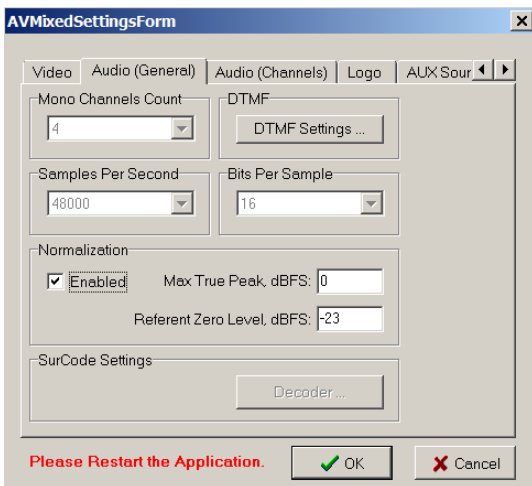 AVMixedSettingsForm
Video Audio (General) Audio (Channels) Logo AUX Sour
Mono Channels Count DTMF
4 DTMF Settings ...
Samples Per Second Bits Per Sample
48000 16
Normalization
Enabled Max True Peak, dBFS: 0
Referent Zero Level, dBFS: -23
SurCode Settings
Decoder ...
Please Restart the Application. OK Cancel